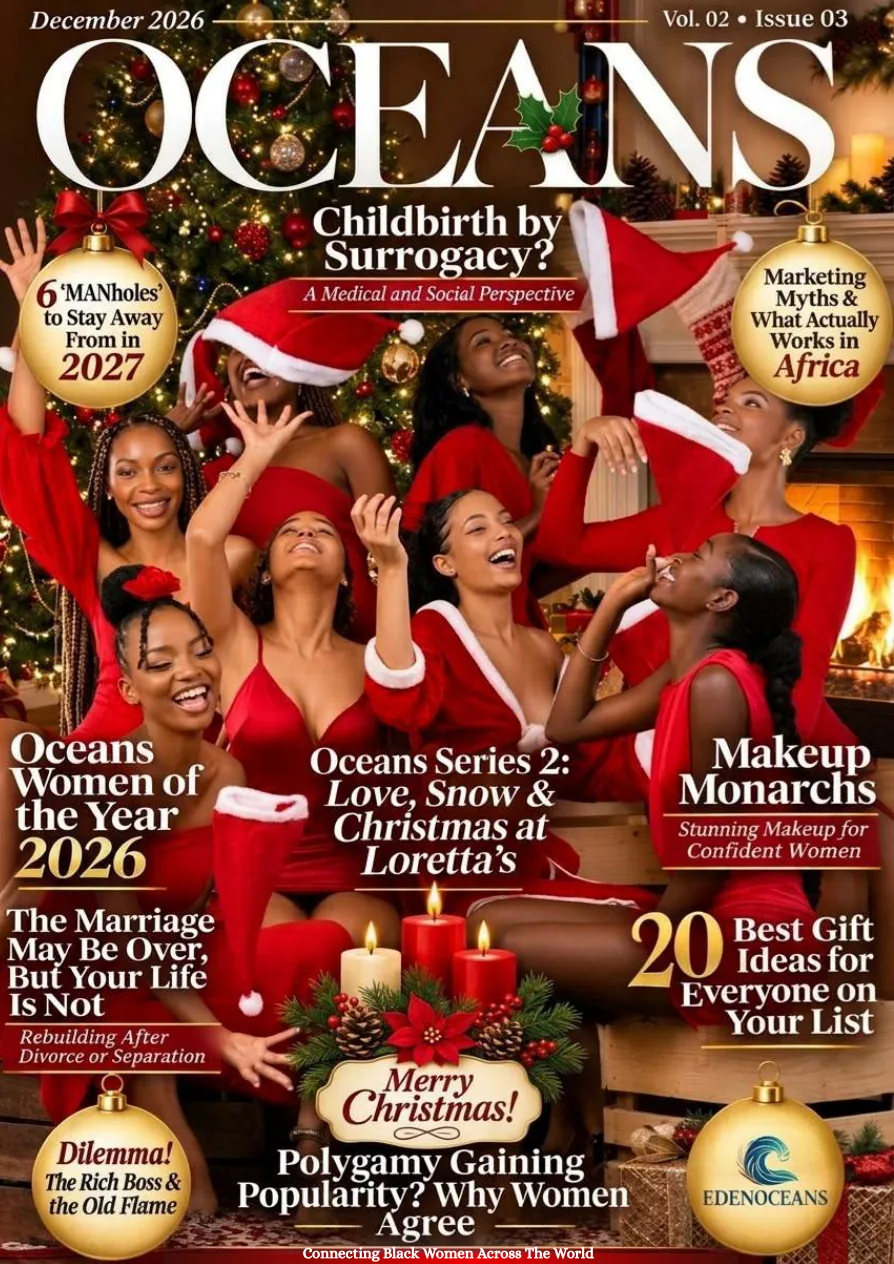 December 2026
Vol. 02 • Issue 03
OCEANS
Childbirth by
Surrogacy?
A Medical and Social Perspective
6 'MANholes'
to Stay Away
From in
2027
Marketing
Myths &
What Actually
Works in
Africa
Oceans
Women of
the Year
2026
Oceans Series 2:
Love, Snow &
Christmas at
Loretta's
Makeup
Monarchs
Stunning Makeup for
Confident Women
The Marriage
May Be Over,
But Your Life
Is Not
Rebuilding After
Divorce or Separation
20 Best Gift
Ideas for
Everyone on
Your List
Merry
Christmas!
Dilemma!
The Rich Boss &
the Old Flame
Polygamy Gaining
Popularity? Why Women
Agree
EDENOCEANS
Connecting Black Women Across The World